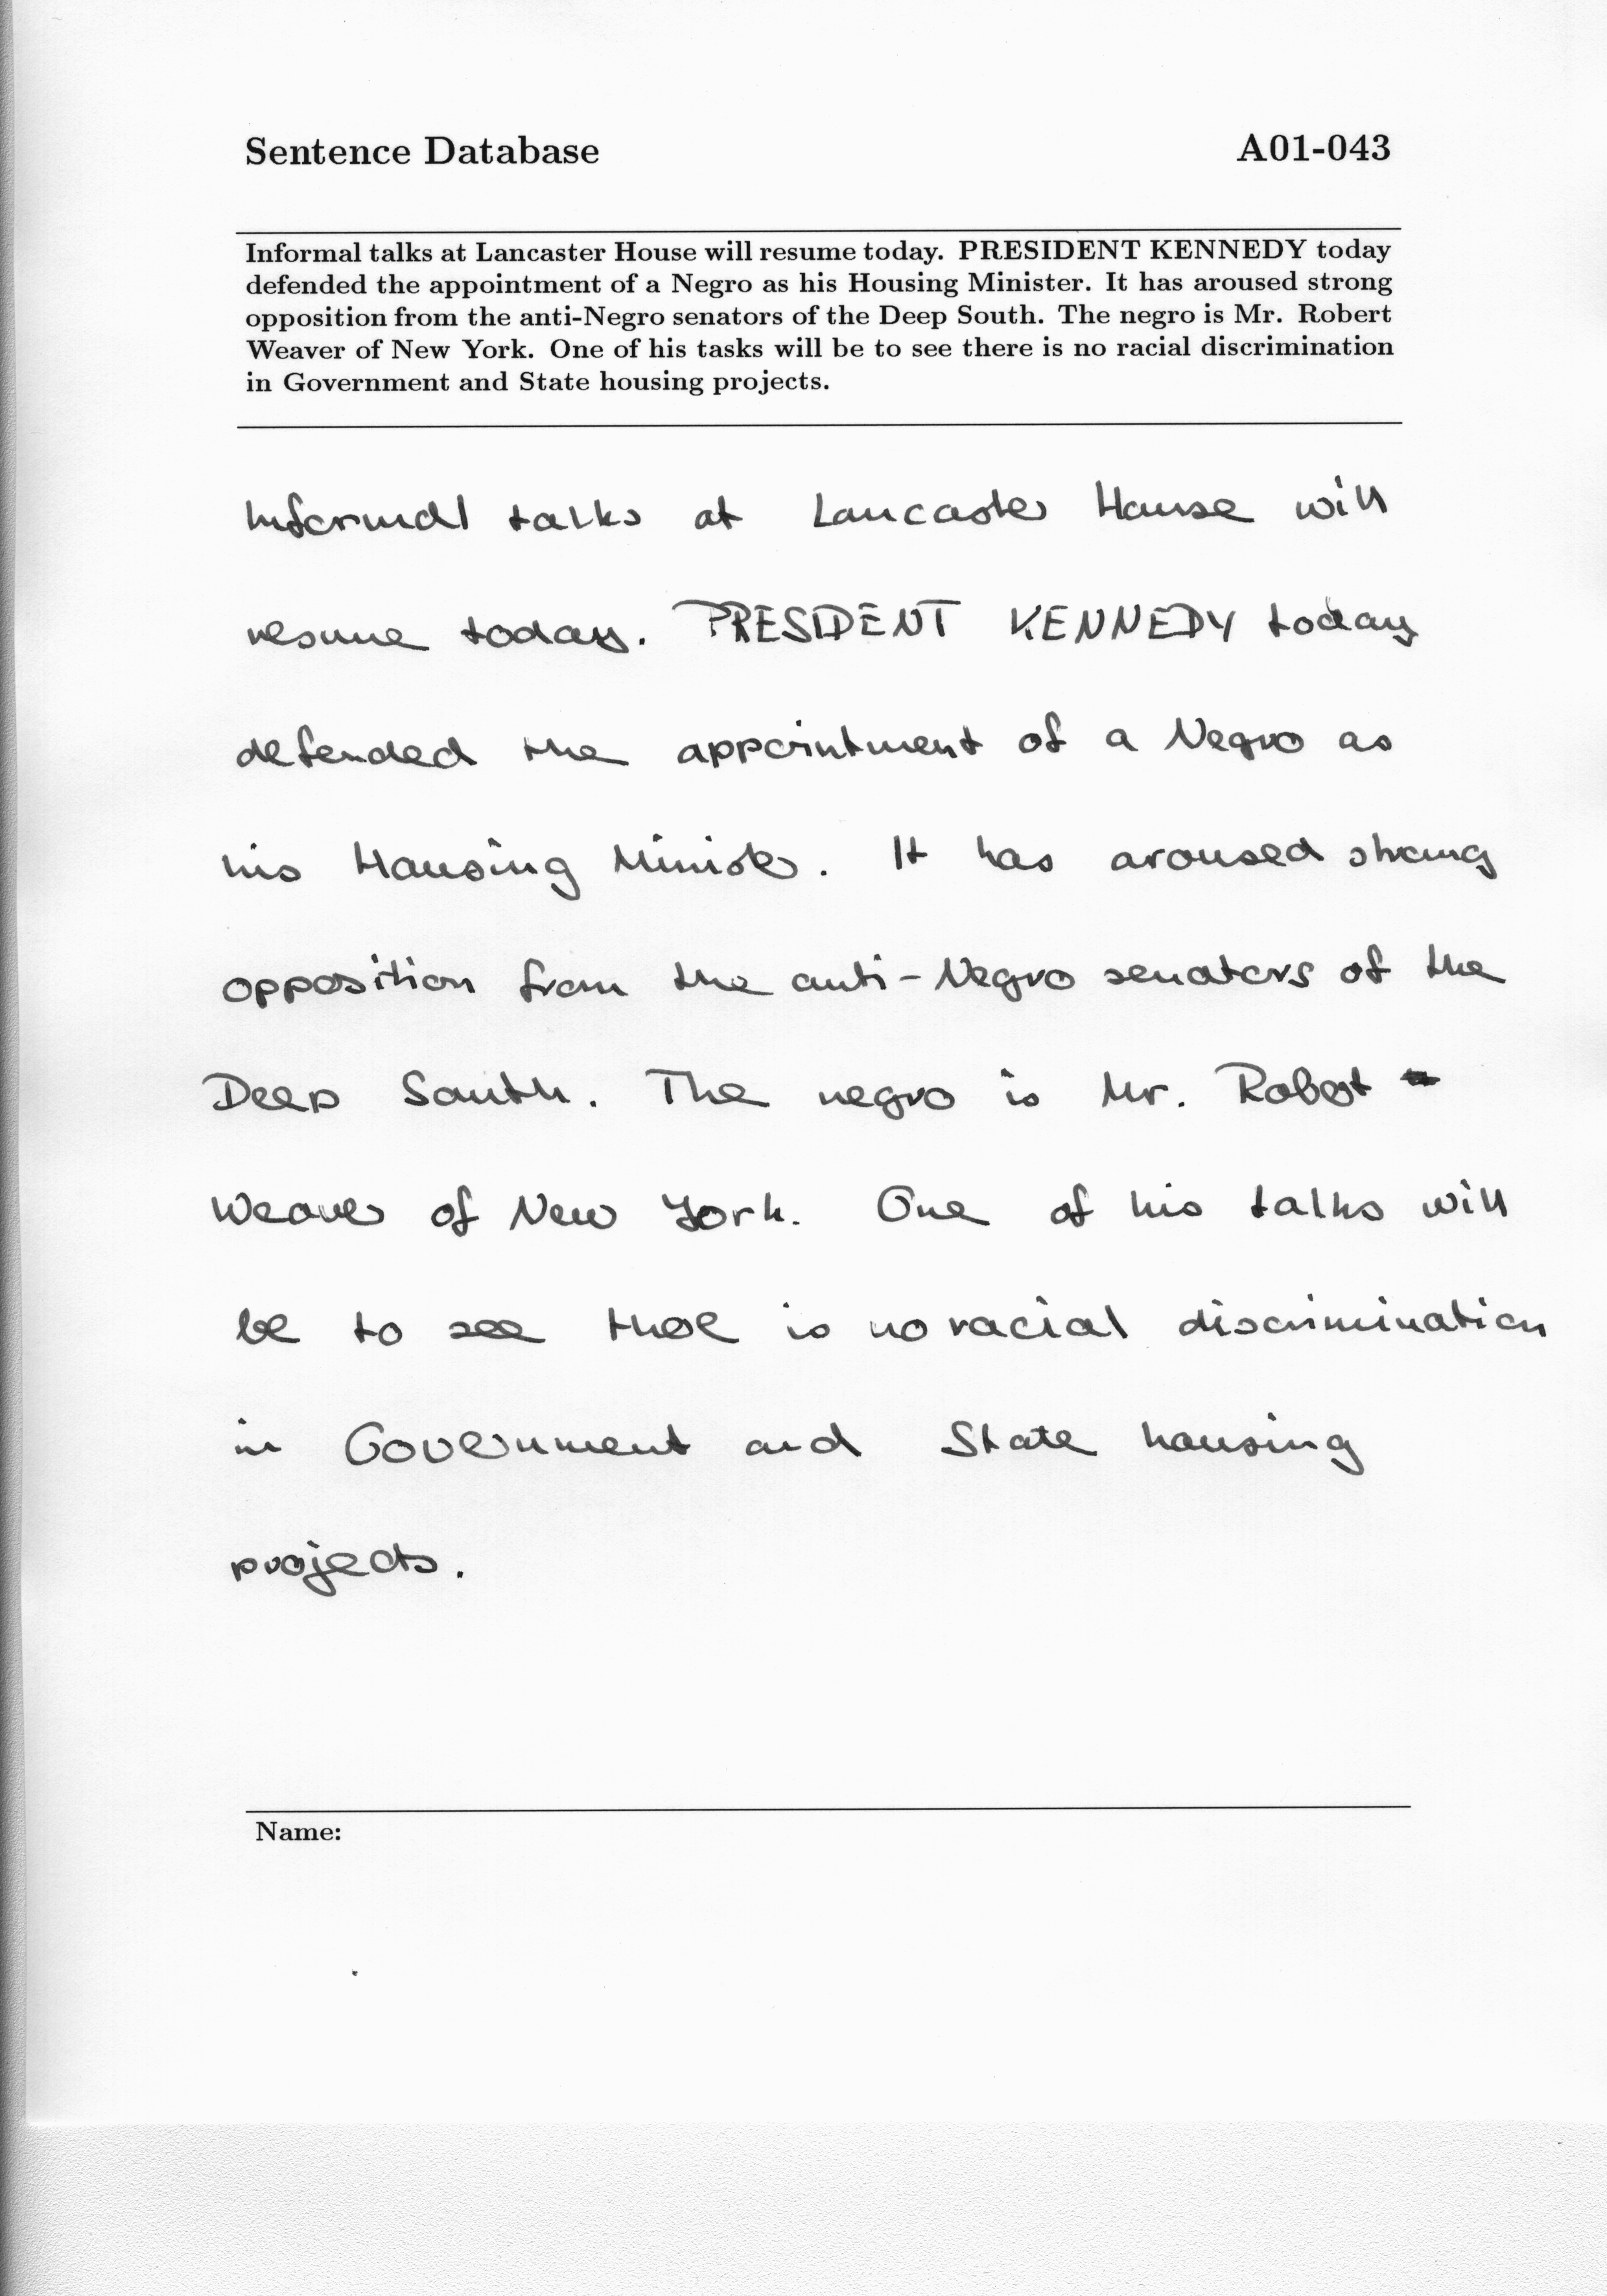 Sentence Database A01-043
Informal talks at Lancaster House will resume today. PRESIDENT KENNEDY today
defended the appointment of a Negro as his Housing Minister. It has aroused strong
opposition from the anti-Negro senators of the Deep South. The negro is Mr. Robert
Weaver of New York. One of his tasks will be to see there is no racial discrimination
in Government and State housing projects.
Informal talks at Lancaster House will
resume today. PRESIDENT KENNEDY today
defended the appointment of a Negro as
his Housing Minister. It has aroused strong
opposition from the anti-Negro senators of the
Deep South. The negro is Mr. Robert
Weaver of New York. One of his talks will
be to see there is no racial discrimination
in Government and State housing
projects.
Name: